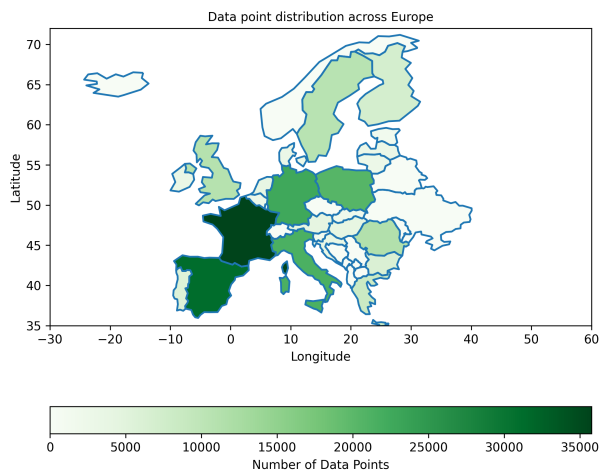 Data point distribution across Europe
70
65
60
55
50
45
40
35
Latitude
−30 −20 −10 0 10 20 30 40 50 60
Longitude
0 5000 10000 15000 20000 25000 30000 35000
Number of Data Points